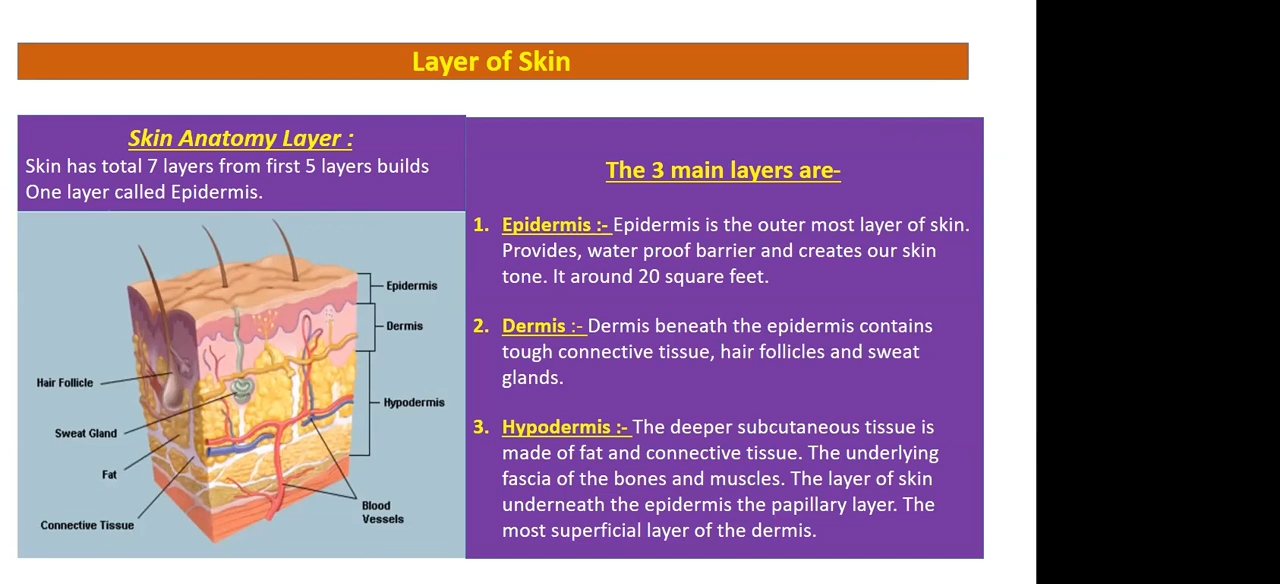 Layer of Skin
Skin Anatomy Layer :
Skin has total 7 layers from first 5 layers builds
One layer called Epidermis.
Epidermis
Dermis
Hair Follicle
Hypodermis
Sweat Gland
Fat
Blood
Vessels
Connective Tissue
The 3 main layers are-
1. Epidermis :- Epidermis is the outer most layer of skin.
Provides, water proof barrier and creates our skin
tone. It around 20 square feet.
2. Dermis :- Dermis beneath the epidermis contains
tough connective tissue, hair follicles and sweat
glands.
3. Hypodermis :- The deeper subcutaneous tissue is
made of fat and connective tissue. The underlying
fascia of the bones and muscles. The layer of skin
underneath the epidermis the papillary layer. The
most superficial layer of the dermis.